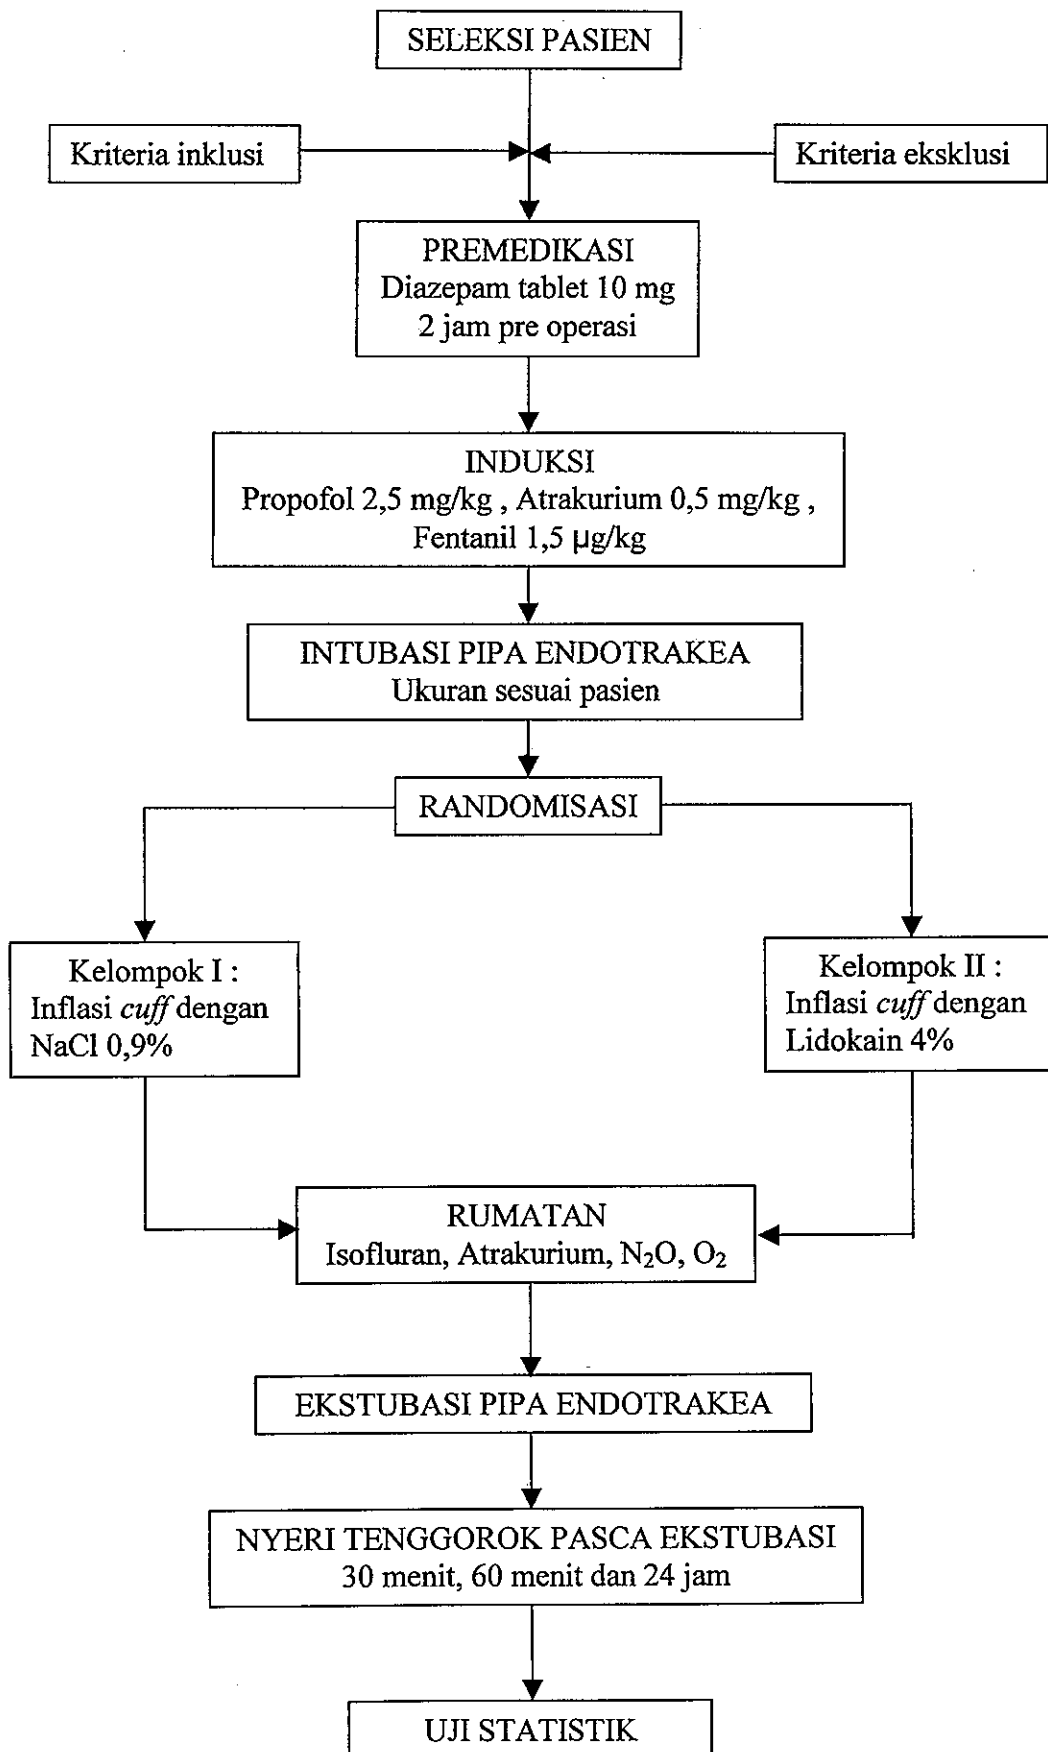 SELEKSI PASIEN
Kriteria inklusi
Kriteria eksklusi
PREMEDIKASI
Diazepam tablet 10 mg
2 jam pre operasi
INDUKSI
Propofol 2,5 mg/kg , Atrakurium 0,5 mg/kg ,
Fentanil 1,5 μg/kg
INTUBASI PIPA ENDOTRAKEA
Ukuran sesuai pasien
RANDOMISASI
Kelompok I :
Inflasi cuff dengan
NaCl 0,9%
Kelompok II :
Inflasi cuff dengan
Lidokain 4%
RUMATAN
Isofluran, Atrakurium, N₂O, O₂
EKSTUBASI PIPA ENDOTRAKEA
NYERI TENGGOROK PASCA EKSTUBASI
30 menit, 60 menit dan 24 jam
UJI STATISTIK